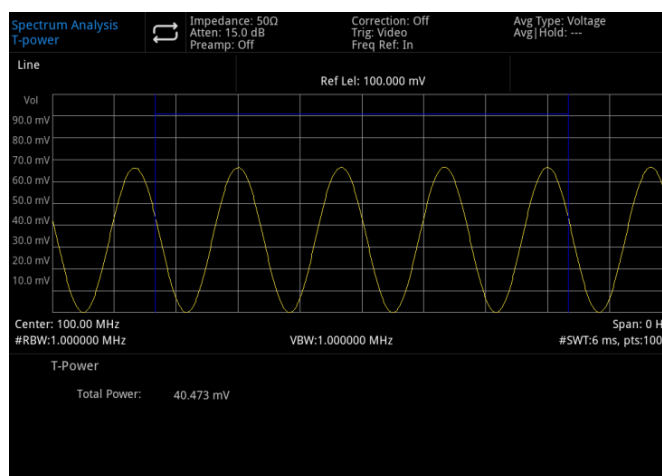 Spectrum Analysis
T-power
Impedance: 50Ω
Atten: 15.0 dB
Preamp: Off
Correction: Off
Trig: Video
Freq Ref: In
Avg Type: Voltage
Avg|Hold: ---
Line
Ref Lel: 100.000 mV
Vol
90.0 mV
80.0 mV
70.0 mV
60.0 mV
50.0 mV
40.0 mV
30.0 mV
20.0 mV
10.0 mV
Center: 100.00 MHz
Span: 0 H
#RBW:1.000000 MHz
VBW:1.000000 MHz
#SWT:6 ms, pts:100
T-Power
Total Power:
40.473 mV